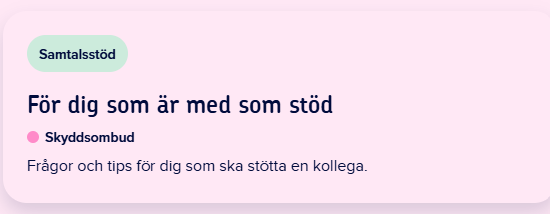 Samtalsstöd
För dig som är med som stöd
Skyddsombud
Frågor och tips för dig som ska stötta en kollega.